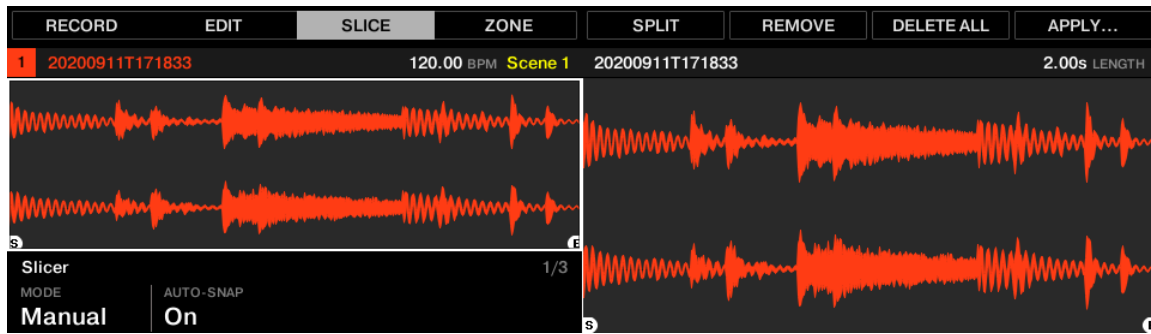 RECORD EDIT SLICE ZONE SPLIT REMOVE DELETE ALL APPLY...
1 20200911T171833 120.00 BPM Scene 1 20200911T171833 2.00s LENGTH
S E
Slicer 1/3
MODE AUTO-SNAP
Manual On
S